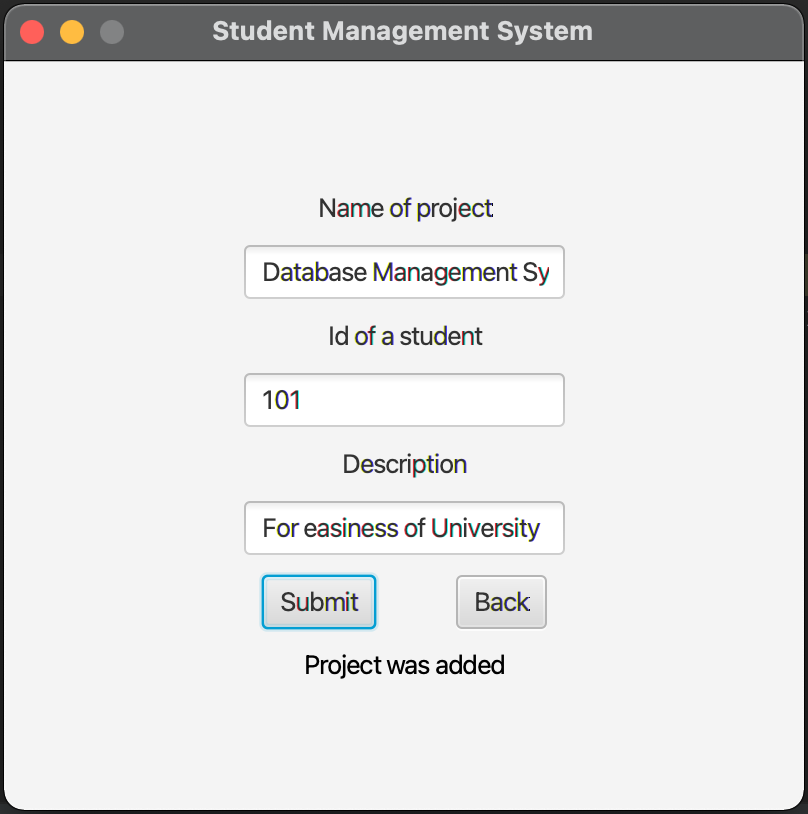 Student Management System
Name of project
Database Management Sy
Id of a student
101
Description
For easiness of University
Submit
Back
Project was added